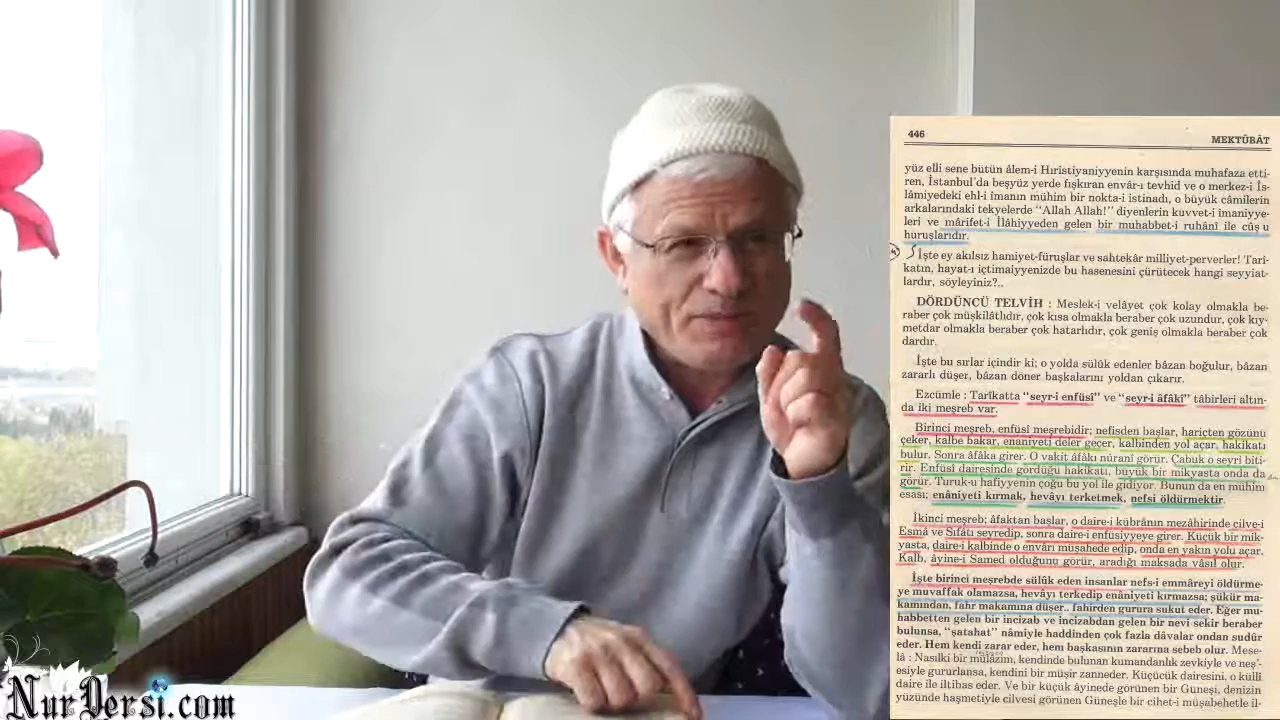 446
MEKTÛBÂT
yüz elli sene bütün âlem-i Hıristiyaniyyenin karşısında muhafaza etti-
ren, İstanbul'da beşyüz yerde fışkıran envâr-ı tevhid ve o merkez-i İs-
lâmiyedeki ehl-i imanın mühim bir nokta-i istinadı, o büyük câmilerin
arkalarındaki tekyelerde "Allah Allah!" diyenlerin kuvvet-i imaniyye-
leri ve mârifet-i İlâhiyyeden gelen bir muhabbet-i ruhânî ile cûş u
huruşlarıdır.
İşte ey akılsız hamiyet-füruşlar ve sahtekâr milliyet-perverler! Tarî-
katın, hayat-ı içtimaiyyenizde bu hasenesini çürütecek hangi seyyiat-
lardır, söyleyiniz?..
DÖRDÜNCÜ TELVİH : Meslek-i velâyet çok kolay olmakla be-
raber çok müşkilâtlıdır, çok kısa olmakla beraber çok uzundur, çok kıy-
metdar olmakla beraber çok hatarlıdır, çok geniş olmakla beraber çok
dardır.
İşte bu sırlar içindir ki; o yolda sülûk edenler bâzan boğulur, bâzan
zararlı düşer, bâzan döner başkalarını yoldan çıkarır.
Ezcümle : Tarîkatta "seyr-i enfüsî" ve "seyr-i âfâkî" tâbirleri altın-
da iki meşreb var.
Birinci meşreb, enfüsî meşrebidir; nefisden başlar, hariçten gözünü
çeker, kalbe bakar, enaniyeti deler geçer, kalbinden yol açar, hakikatı
bulur. Sonra âfâka girer. O vakit âfâkı nûranî görür. Çabuk o seyri biti-
rir. Enfüsî dairesinde gördüğü hakikatı, büyük bir mikyasta onda da
görür. Turuk-u hafiyyenin çoğu bu yol ile gidiyor. Bunun da en mühim
esası; enâniyeti kırmak, hevâyı terketmek, nefsi öldürmektir.
İkinci meşreb; âfaktan başlar, o daire-i kübrânın mezâhirinde cilve-i
Esmâ ve Sıfâtı seyredip, sonra daire-i enfüsiyyeye girer. Küçük bir mik-
yasta, daire-i kalbinde o envârı müşahede edip, onda en yakın yolu açar.
Kalb, âyine-i Samed olduğunu görür, aradığı maksada vâsıl olur.
İşte birinci meşrebde sülûk eden insanlar nefs-i emmâreyi öldürme-
ye muvaffak olamazsa, hevâyı terkedip enâniyeti kırmazsa; şükür ma-
kamından, fahr makamına düşer.. fahirden gurura sukut eder. Eğer mu-
habbetten gelen bir incizab ve incizabdan gelen bir nevi sekir beraber
bulunsa, "şatahat" nâmiyle haddinden çok fazla dâvalar ondan sudûr
eder. Hem kendi zarar eder, hem başkasının zararına sebeb olur. Mese-
lâ : Nasılki bir mülâzım, kendinde bulunan kumandanlık zevkiyle ve neş'-
esiyle gururlansa, kendini bir müşir zanneder. Küçücük dairesini, o küllî
daire ile iltibas eder. Ve bir küçük âyinede görünen bir Güneşi, denizin
yüzünde haşmetiyle cilvesi görünen Güneşle bir cihet-i müşabehetle il-
NurDersi.com